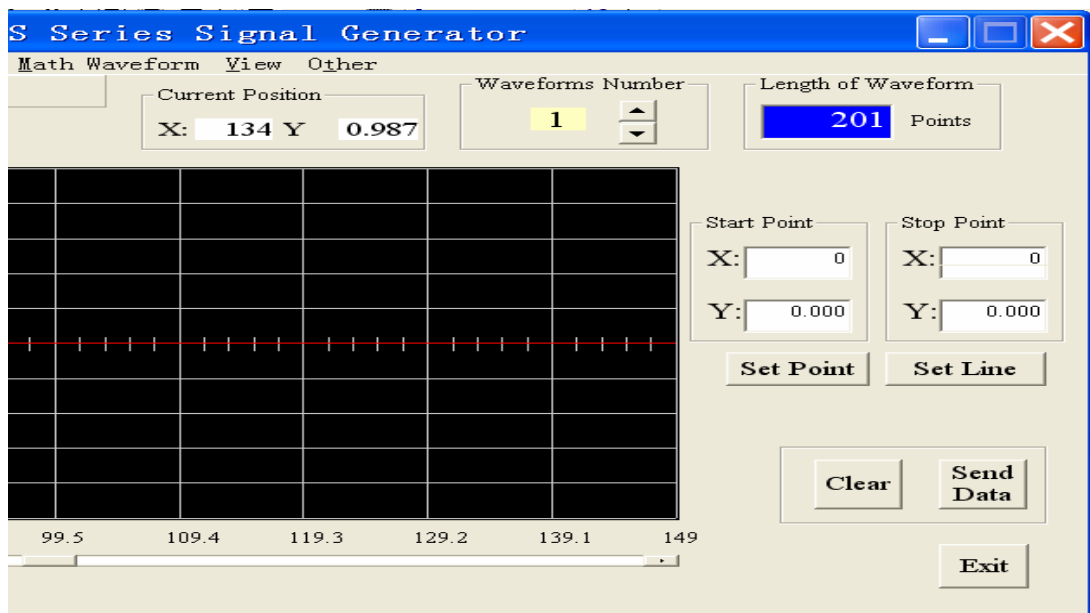 S Series Signal Generator
Math Waveform View Other
Current Position
X: 134 Y 0.987
Waveforms Number
1
Length of Waveform
201 Points
Start Point
X: 0
Y: 0.000
Stop Point
X: 0
Y: 0.000
Set Point Set Line
Clear
Send
Data
99.5 109.4 119.3 129.2 139.1 149
Exit